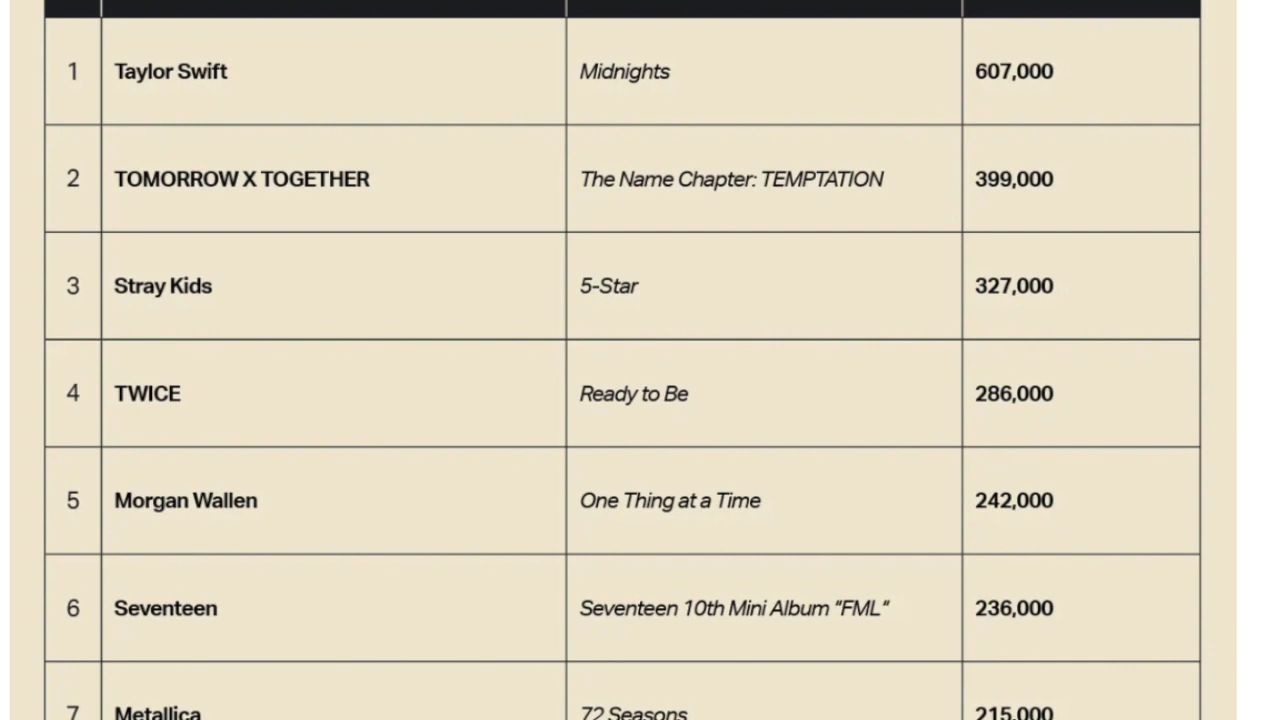 1 Taylor Swift Midnights 607,000
2 TOMORROW X TOGETHER The Name Chapter: TEMPTATION 399,000
3 Stray Kids 5-Star 327,000
4 TWICE Ready to Be 286,000
5 Morgan Wallen One Thing at a Time 242,000
6 Seventeen Seventeen 10th Mini Album "FML" 236,000
7 Metallica 72 Seasons 215,000